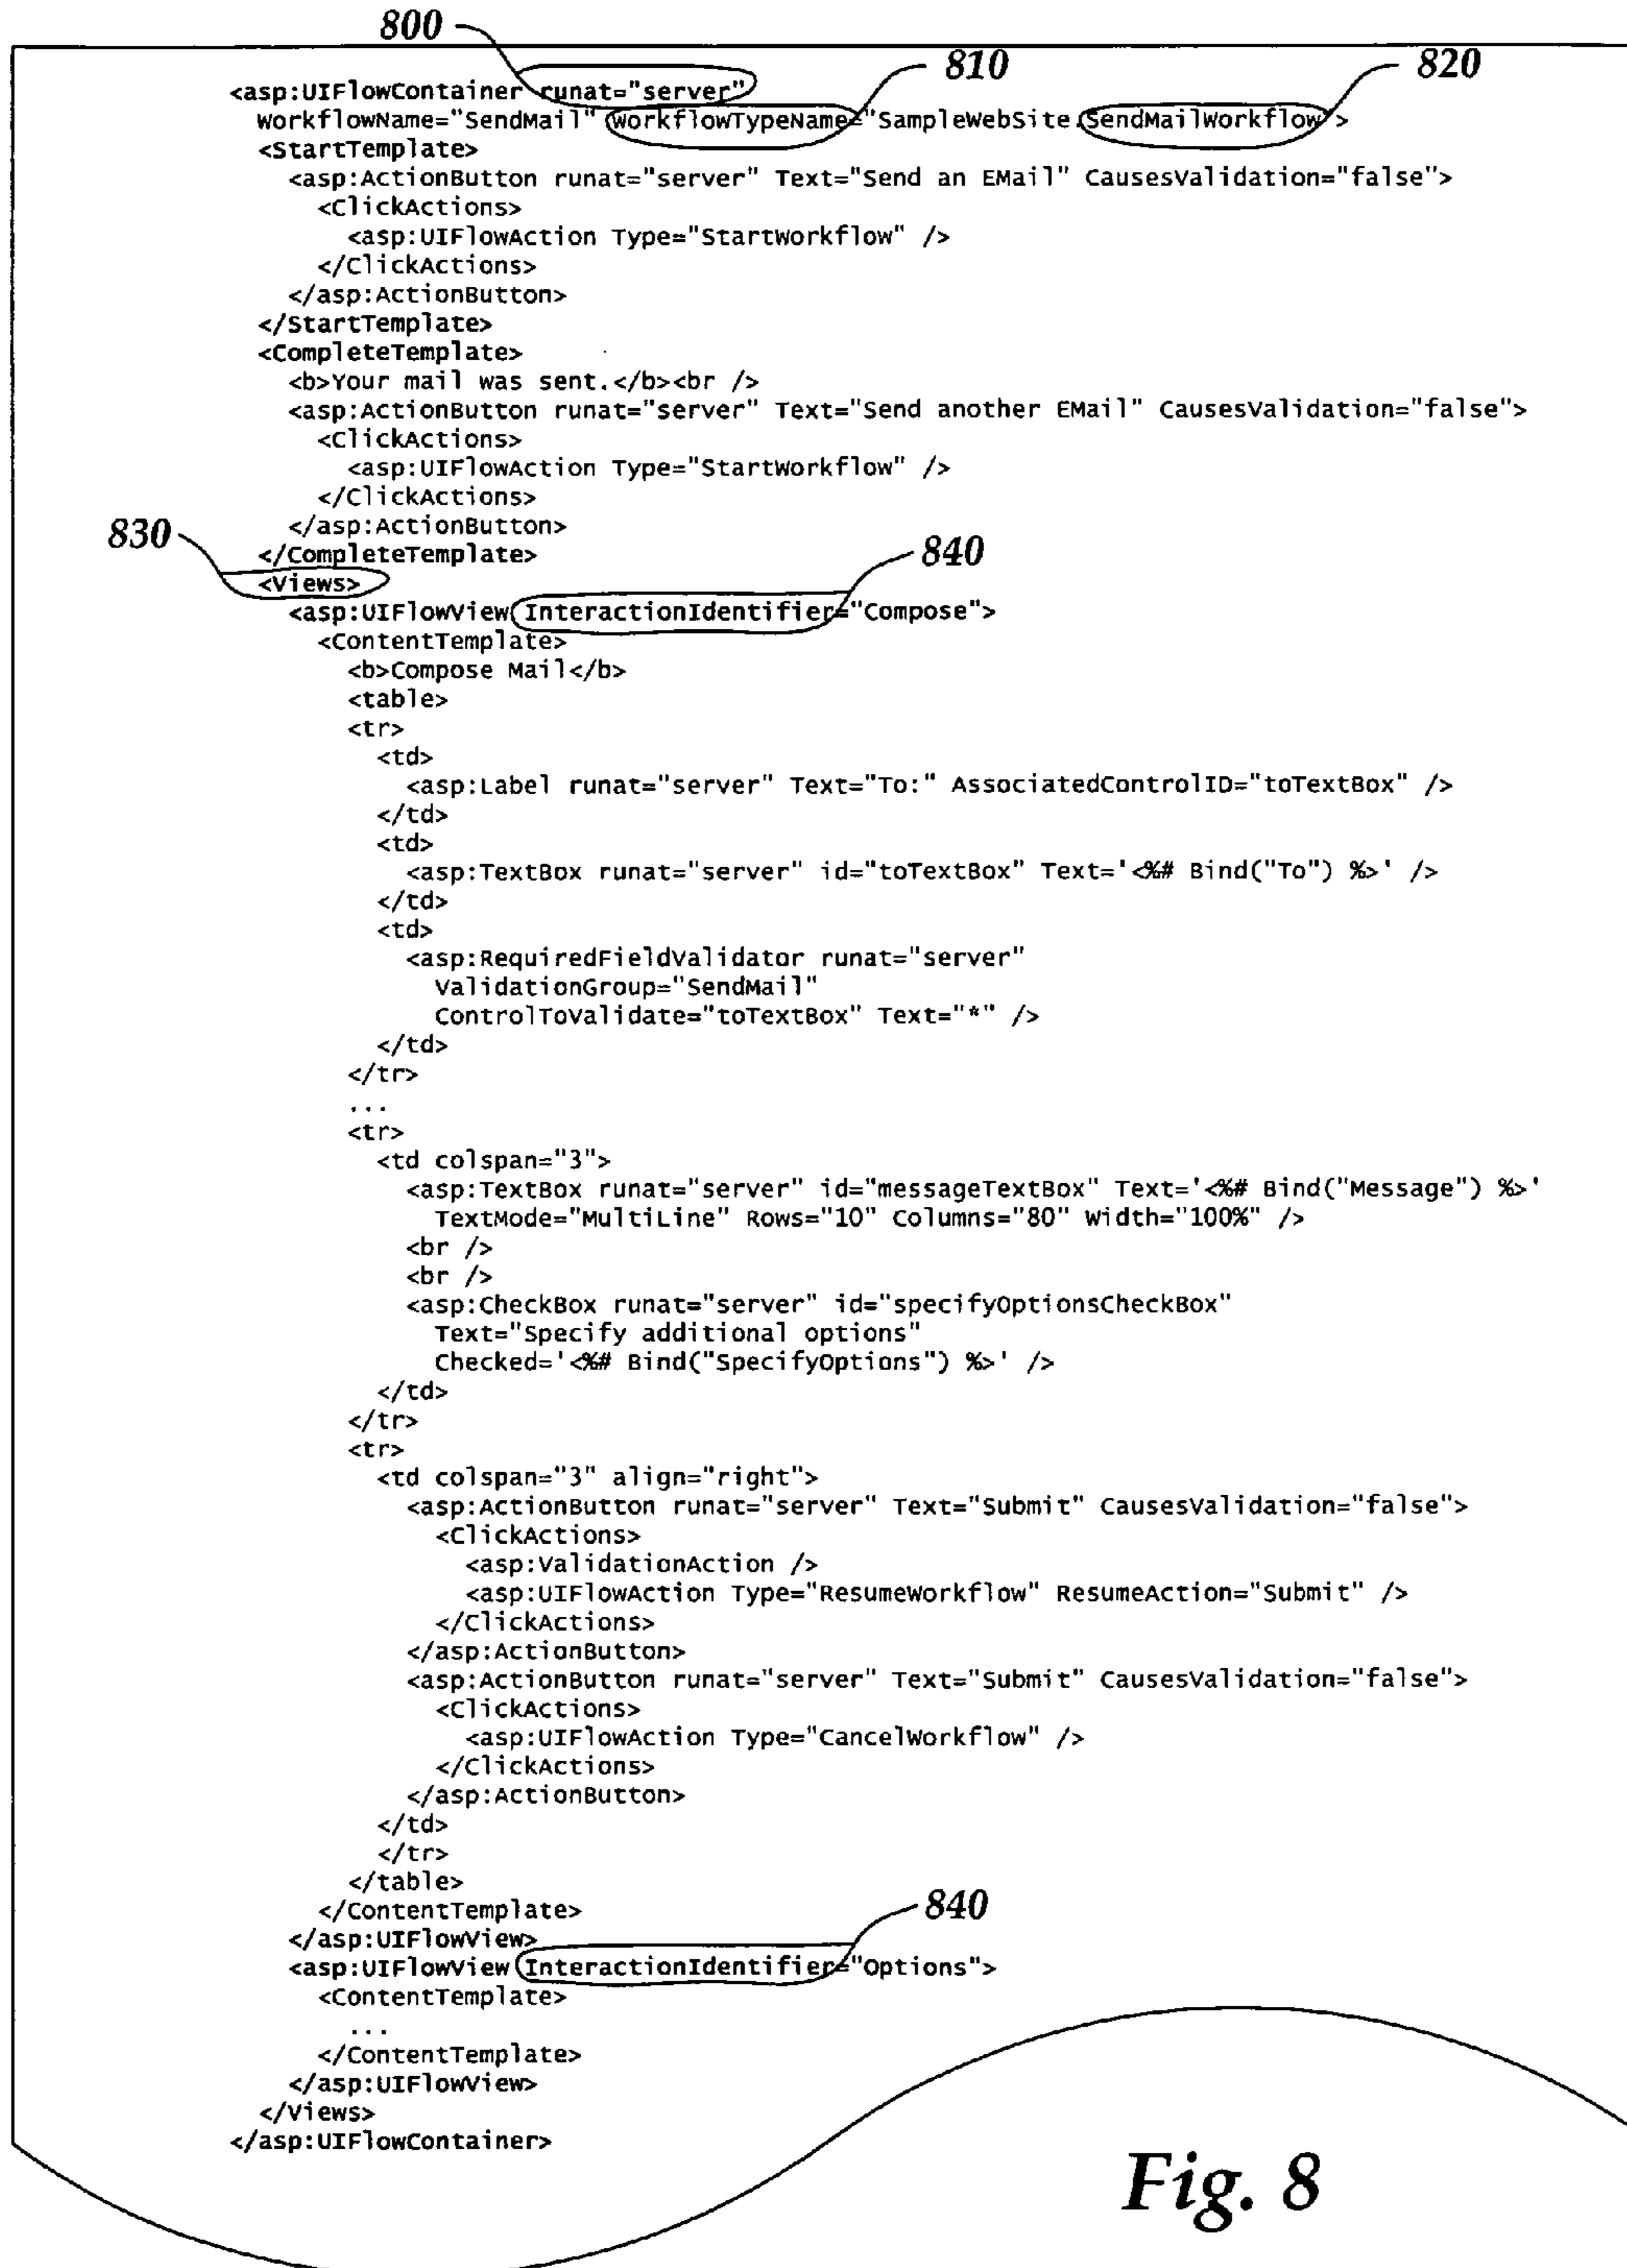 800
810
820
<asp:UIFlowContainer runat="server"
WorkflowName="SendMail" WorkflowTypeName="SampleWebSite.SendMailWorkflow">
<StartTemplate>
<asp:ActionButton runat="server" Text="Send an EMail" CausesValidation="false">
<ClickActions>
<asp:UIFlowAction Type="StartWorkflow" />
</ClickActions>
</asp:ActionButton>
</StartTemplate>
<CompleteTemplate>
<b>Your mail was sent.</b><br />
<asp:ActionButton runat="server" Text="Send another EMail" CausesValidation="false">
<ClickActions>
<asp:UIFlowAction Type="StartWorkflow" />
</ClickActions>
</asp:ActionButton>
830
</CompleteTemplate>
840
<Views>
<asp:UIFlowView InteractionIdentifier="Compose">
<ContentTemplate>
<b>Compose Mail</b>
<table>
<tr>
<td>
<asp:Label runat="server" Text="To:" AssociatedControlID="toTextBox" />
</td>
<td>
<asp:TextBox runat="server" id="toTextBox" Text='<%# Bind("To") %>' />
</td>
<td>
<asp:RequiredFieldValidator runat="server"
ValidationGroup="SendMail"
ControlToValidate="toTextBox" Text="*" />
</td>
</tr>
...
<tr>
<td colspan="3">
<asp:TextBox runat="server" id="messageTextBox" Text='<%# Bind("Message") %>'
TextMode="MultiLine" Rows="10" Columns="80" Width="100%" />
<br />
<br />
<asp:CheckBox runat="server" id="specifyOptionsCheckBox"
Text="Specify additional options"
Checked='<%# Bind("SpecifyOptions") %>' />
</td>
</tr>
<tr>
<td colspan="3" align="right">
<asp:ActionButton runat="server" Text="Submit" CausesValidation="false">
<ClickActions>
<asp:ValidationAction />
<asp:UIFlowAction Type="ResumeWorkflow" ResumeAction="Submit" />
</ClickActions>
</asp:ActionButton>
<asp:ActionButton runat="server" Text="Submit" CausesValidation="false">
<ClickActions>
<asp:UIFlowAction Type="CancelWorkflow" />
</ClickActions>
</asp:ActionButton>
</td>
</tr>
</table>
</ContentTemplate>
840
</asp:UIFlowView>
<asp:UIFlowView InteractionIdentifier="Options">
<ContentTemplate>
...
</ContentTemplate>
</asp:UIFlowView>
</Views>
</asp:UIFlowContainer>
Fig. 8